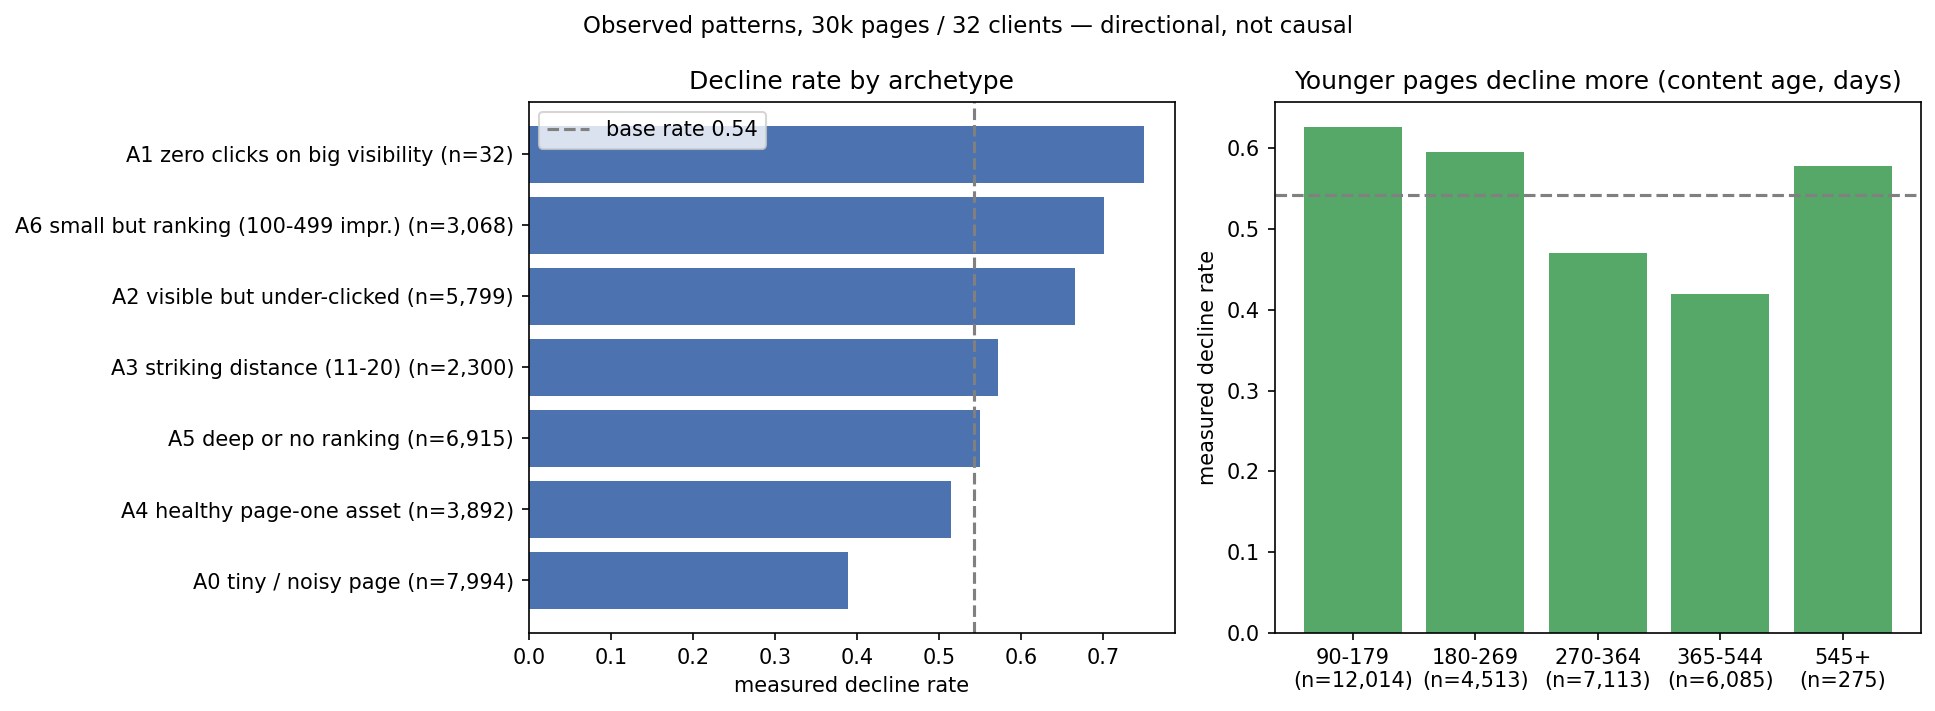 Observed patterns, 30k pages / 32 clients — directional, not causal
Decline rate by archetype
base rate 0.54
A1 zero clicks on big visibility (n=32)
A6 small but ranking (100-499 impr.) (n=3,068)
A2 visible but under-clicked (n=5,799)
A3 striking distance (11-20) (n=2,300)
A5 deep or no ranking (n=6,915)
A4 healthy page-one asset (n=3,892)
A0 tiny / noisy page (n=7,994)
0.0 0.1 0.2 0.3 0.4 0.5 0.6 0.7
measured decline rate
Younger pages decline more (content age, days)
measured decline rate
0.6
0.5
0.4
0.3
0.2
0.1
0.0
90-179 180-269 270-364 365-544 545+
(n=12,014) (n=4,513) (n=7,113) (n=6,085) (n=275)